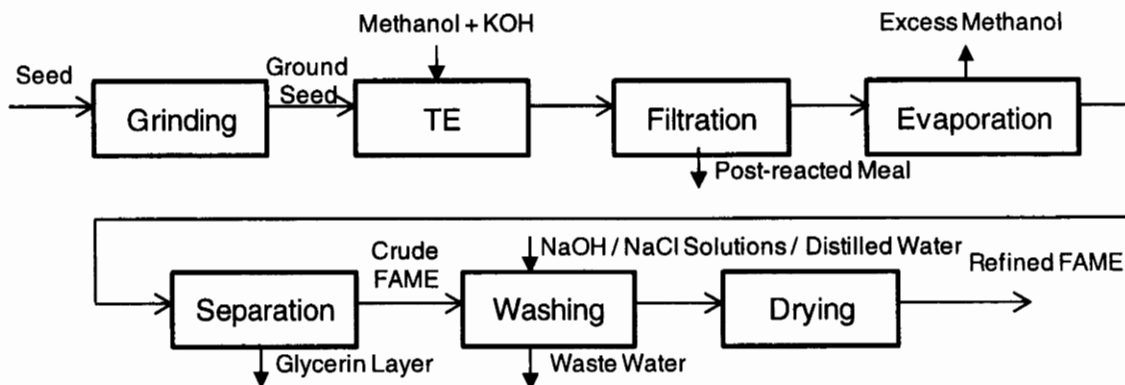 Methanol + KOH
Excess Methanol
Seed
Ground
Seed
Grinding
TE
Filtration
Evaporation
Post-reacted Meal
Crude
FAME
NaOH / NaCl Solutions / Distilled Water
Refined FAME
Separation
Washing
Drying
Glycerin Layer
Waste Water